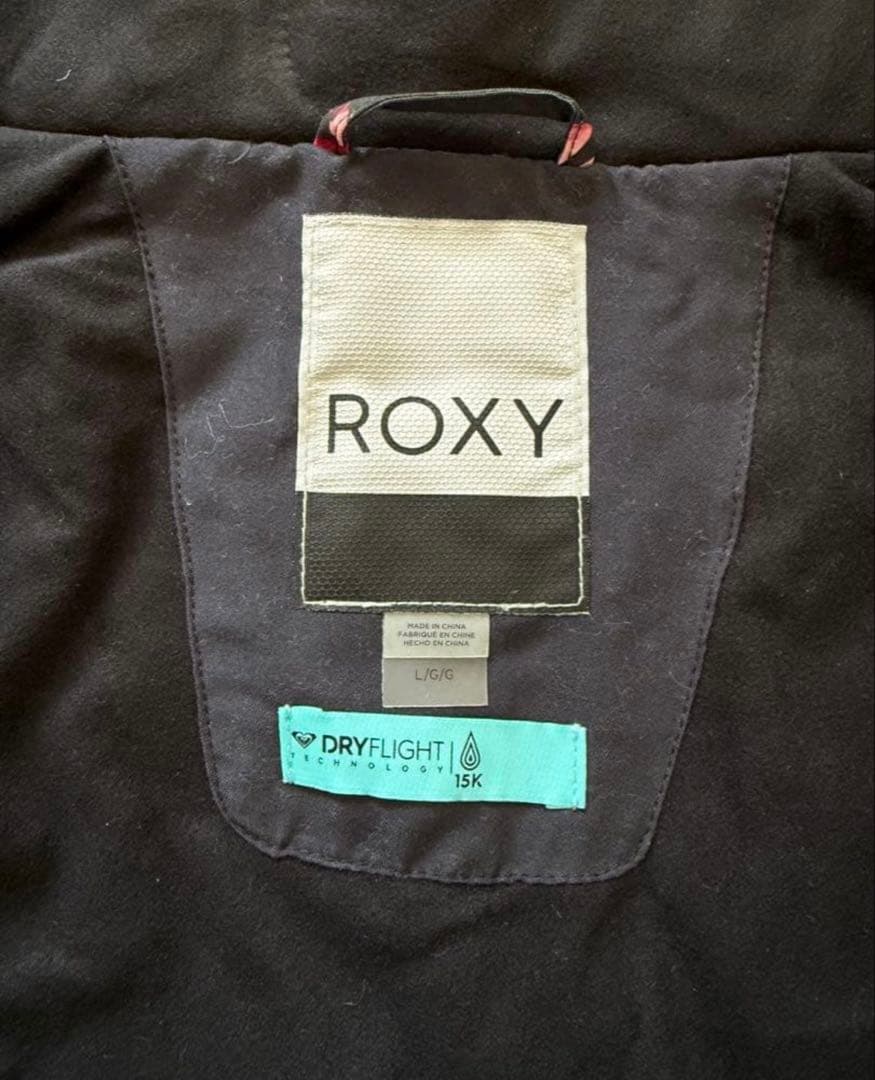 ROXY
MADE IN CHINA
FABRIQUÉ EN CHINE
HECHO EN CHINA
L/G/G
DRYFLIGHT
TECHNOLOGY
15K